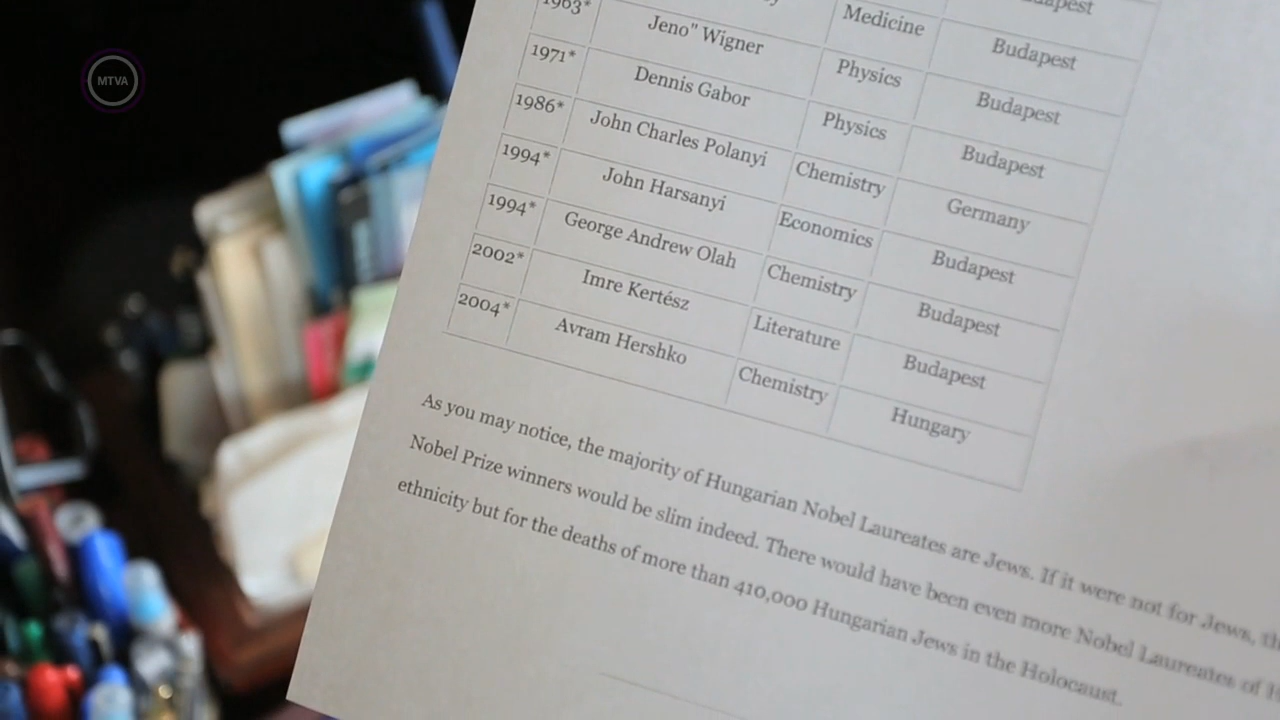 MTVA
Budapest
Medicine Budapest
1963* Jeno" Wigner Physics Budapest
1971* Dennis Gabor Physics Budapest
1986* John Charles Polanyi Chemistry Germany
1994* John Harsanyi Economics Budapest
1994* George Andrew Olah Chemistry Budapest
2002* Imre Kertész Literature Budapest
2004* Avram Hershko Chemistry Hungary
As you may notice, the majority of Hungarian Nobel Laureates are Jews. If it were not for Jews,
Nobel Prize winners would be slim indeed. There would have been even more Nobel Laureates of
ethnicity but for the deaths of more than 410,000 Hungarian Jews in the Holocaust.